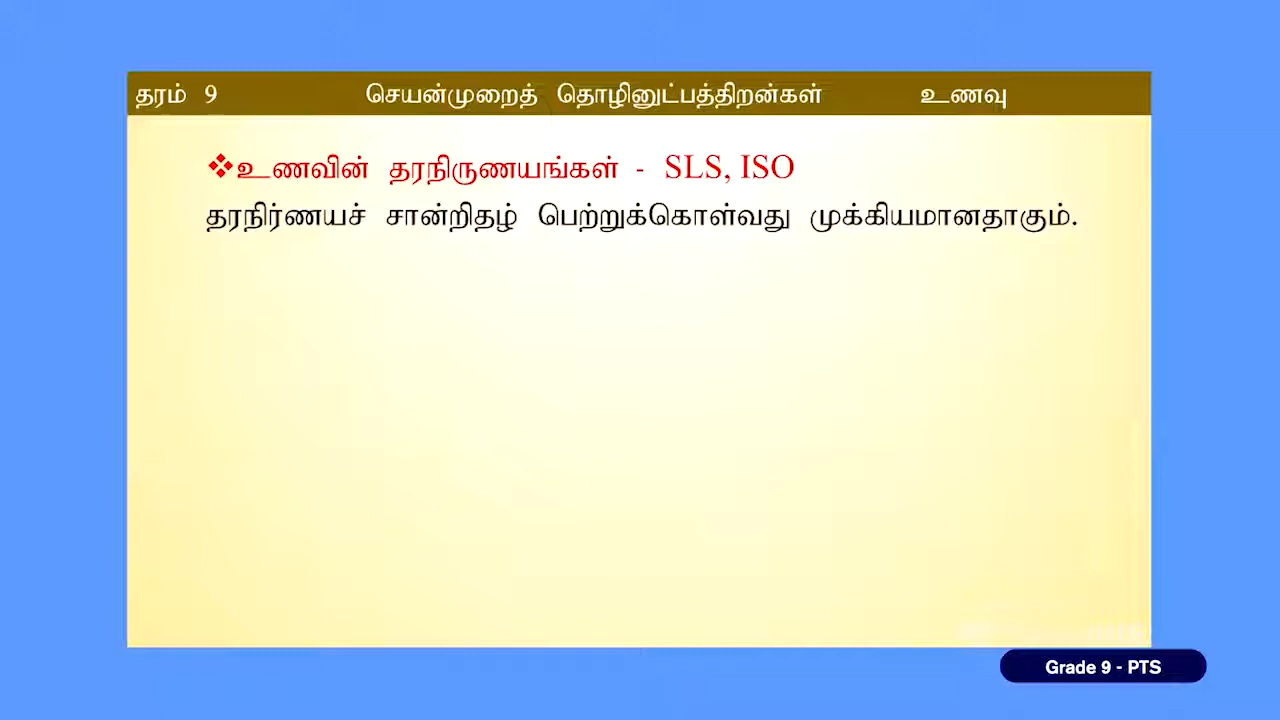 தரம் 9 செயன்முறைத் தொழினுட்பத்திறன்கள் உணவு
❖உணவின் தரநிருணயங்கள் - SLS, ISO
தரநிர்ணயச் சான்றிதழ் பெற்றுக்கொள்வது முக்கியமானதாகும்.
Grade 9 - PTS